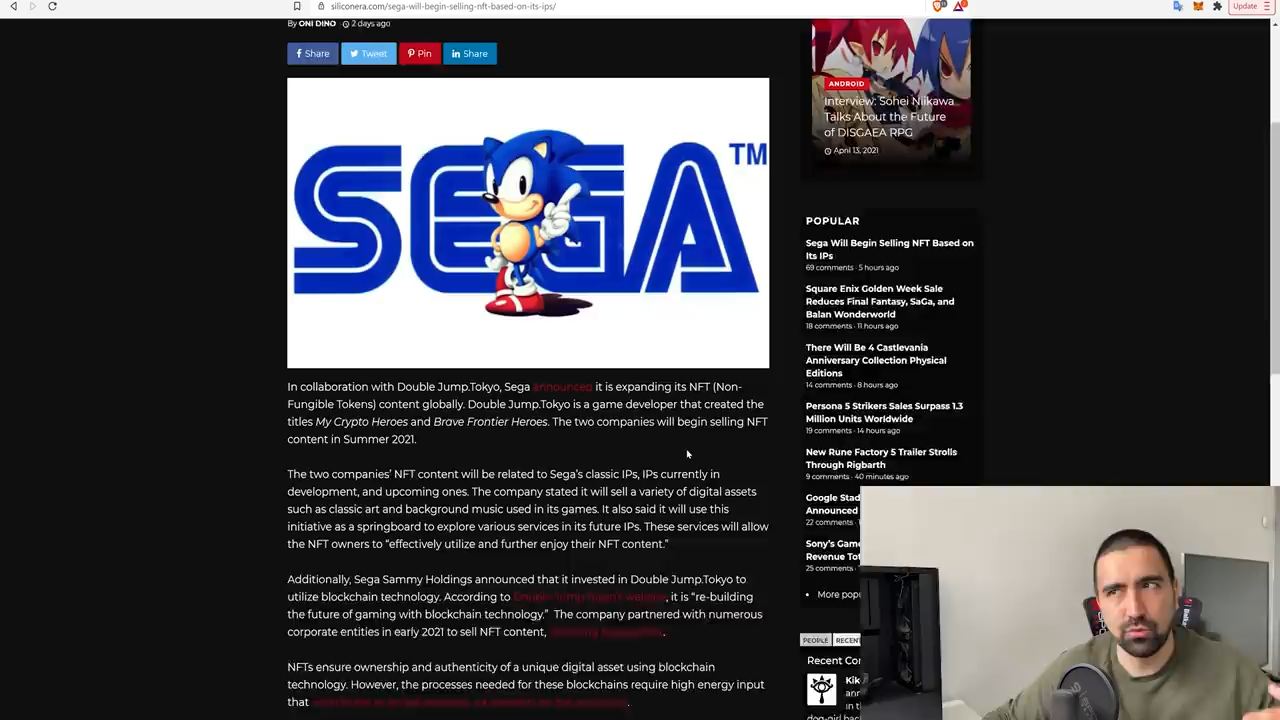 siliconera.com/sega-will-begin-selling-nft-based-on-its-ips/
Update
By ONI DINO · 2 days ago
Share
Tweet
Pin
Share
SEGA™
In collaboration with Double Jump.Tokyo, Sega announced it is expanding its NFT (Non-
Fungible Tokens) content globally. Double Jump.Tokyo is a game developer that created the
titles My Crypto Heroes and Brave Frontier Heroes. The two companies will begin selling NFT
content in Summer 2021.
The two companies’ NFT content will be related to Sega’s classic IPs, IPs currently in
development, and upcoming ones. The company stated it will sell a variety of digital assets
such as classic art and background music used in its games. It also said it will use this
initiative as a springboard to explore various services in its future IPs. These services will allow
the NFT owners to “effectively utilize and further enjoy their NFT content.”
Additionally, Sega Sammy Holdings announced that it invested in Double Jump.Tokyo to
utilize blockchain technology. According to
, it is “re-building
the future of gaming with blockchain technology.” The company partnered with numerous
corporate entities in early 2021 to sell NFT content,
NFTs ensure ownership and authenticity of a unique digital asset using blockchain
technology. However, the processes needed for these blockchains require high energy input
that
ANDROID
Interview: Sohei Niikawa
Talks About the Future
of DISGAEA RPG
April 13, 2021
POPULAR
Sega Will Begin Selling NFT Based on
Its IPs
69 comments · 5 hours ago
Square Enix Golden Week Sale
Reduces Final Fantasy, SaGa, and
Balan Wonderworld
18 comments · 11 hours ago
There Will Be 4 Castlevania
Anniversary Collection Physical
Editions
14 comments · 8 hours ago
Persona 5 Strikers Sales Surpass 1.3
Million Units Worldwide
19 comments · 14 hours ago
New Rune Factory 5 Trailer Strolls
Through Rigbarth
9 comments · 40 minutes ago
Google Stad
Announced
22 comments ·
Sony's Game
Revenue Tot
25 comments ·
More popu
PEOPLE
RECENT
Recent Con
Kik